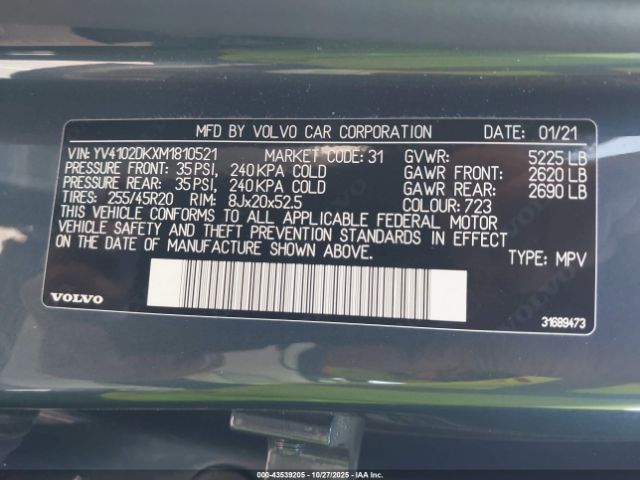 MFD BY VOLVO CAR CORPORATION DATE: 01/21
VIN: YV4102DKXM1810521 MARKET CODE: 31 GVWR: 5225 LB
PRESSURE FRONT: 35 PSI, 240 KPA COLD GAWR FRONT: 2620 LB
PRESSURE REAR: 35 PSI, 240 KPA COLD GAWR REAR: 2690 LB
TIRES: 255/45R20 RIM: 8Jx20x52.5 COLOUR: 723
THIS VEHICLE CONFORMS TO ALL APPLICABLE FEDERAL MOTOR
VEHICLE SAFETY AND THEFT PREVENTION STANDARDS IN EFFECT
ON THE DATE OF MANUFACTURE SHOWN ABOVE. TYPE: MPV
VOLVO 31689473
000-43539205 - 10/27/2025 - IAA Inc.